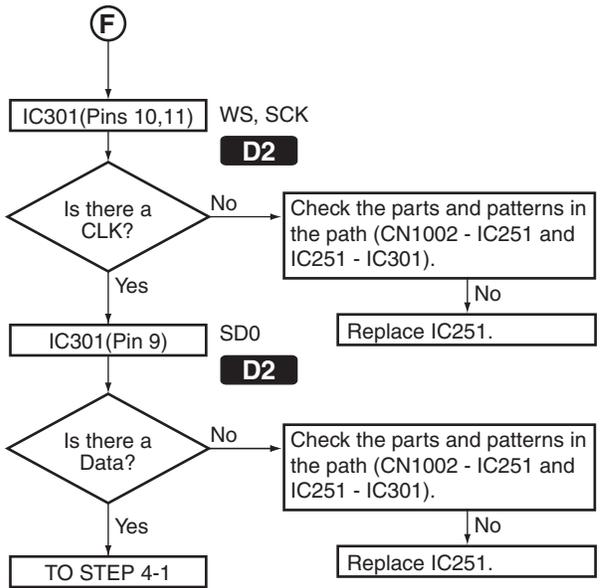 F
IC301(Pins 10,11)
WS, SCK
D2
Is there a
CLK?
No
Check the parts and patterns in
the path (CN1002 - IC251 and
IC251 - IC301).
No
Replace IC251.
Yes
IC301(Pin 9)
SD0
D2
Is there a
Data?
No
Check the parts and patterns in
the path (CN1002 - IC251 and
IC251 - IC301).
No
Replace IC251.
Yes
TO STEP 4-1